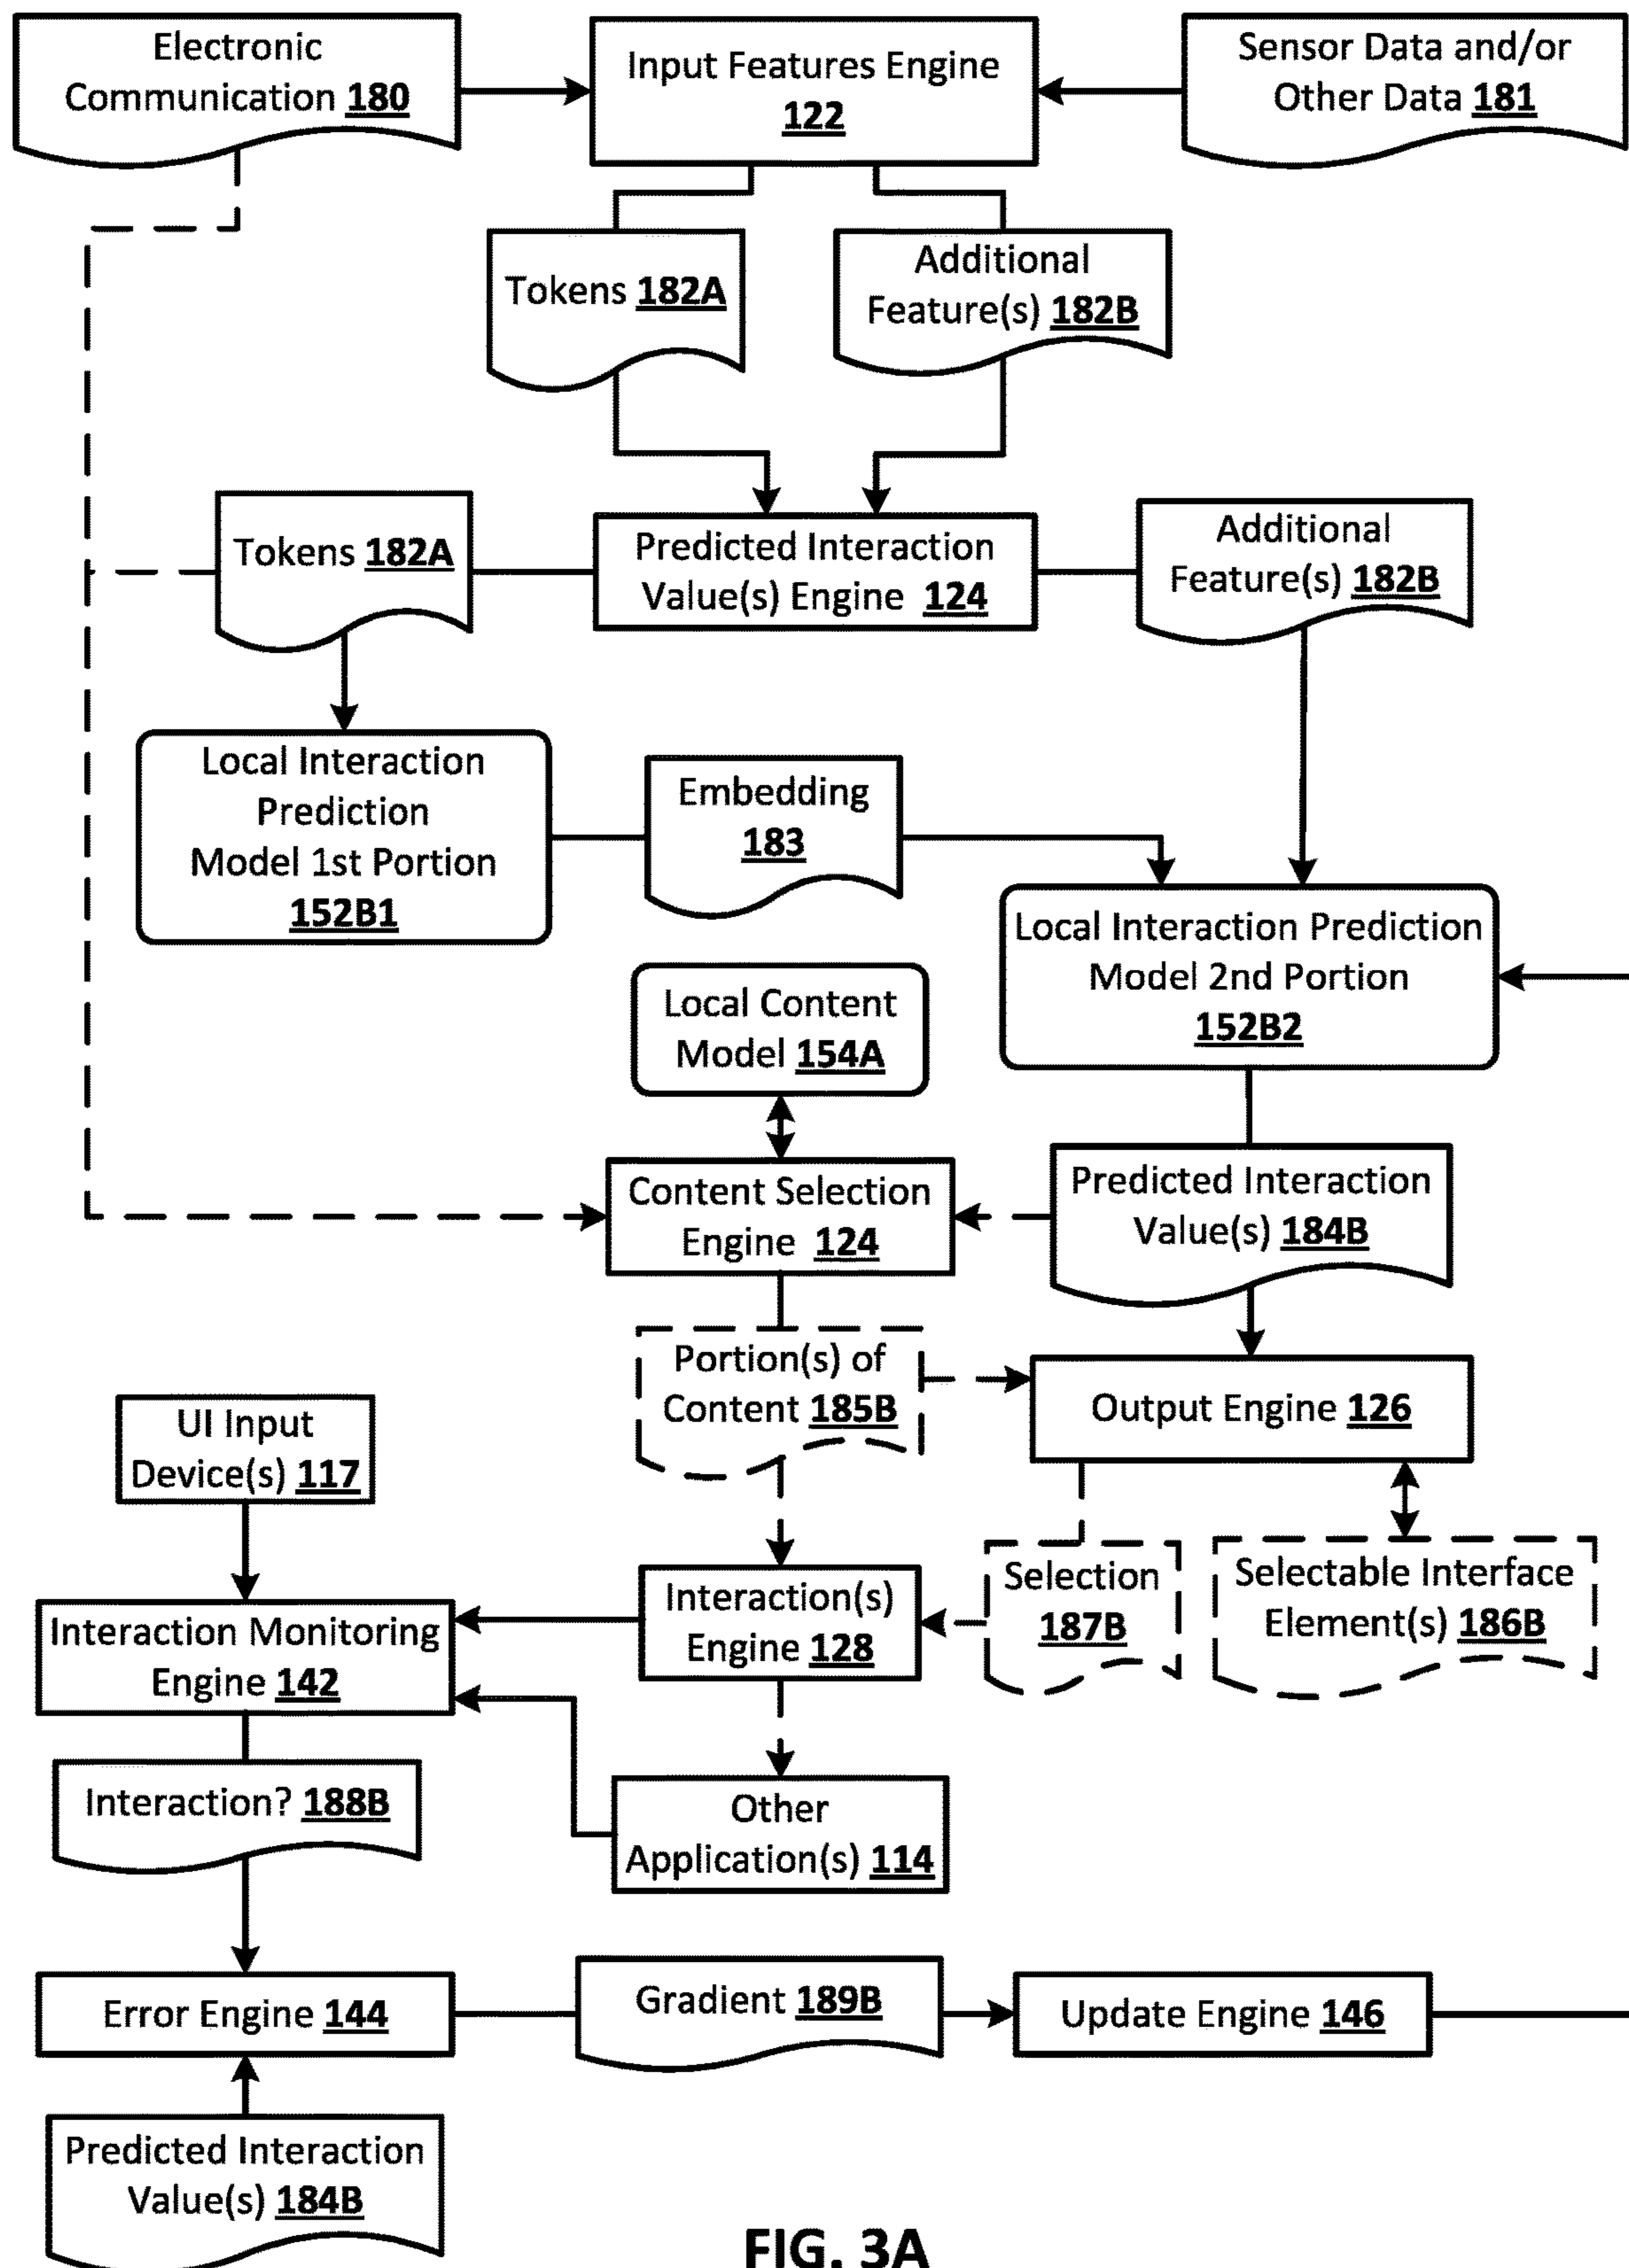 Electronic
Communication 180
Input Features Engine
122
Sensor Data and/or
Other Data 181
Tokens 182A
Additional
Feature(s) 182B
Tokens 182A
Predicted Interaction
Value(s) Engine 124
Additional
Feature(s) 182B
Local Interaction
Prediction
Model 1st Portion
152B1
Embedding
183
Local Interaction Prediction
Model 2nd Portion
152B2
Local Content
Model 154A
Content Selection
Engine 124
Predicted Interaction
Value(s) 184B
Portion(s) of
Content 185B
Output Engine 126
UI Input
Device(s) 117
Interaction Monitoring
Engine 142
Interaction(s)
Engine 128
Selection
187B
Selectable Interface
Element(s) 186B
Interaction? 188B
Other
Application(s) 114
Error Engine 144
Gradient 189B
Update Engine 146
Predicted Interaction
Value(s) 184B
FIG. 3A